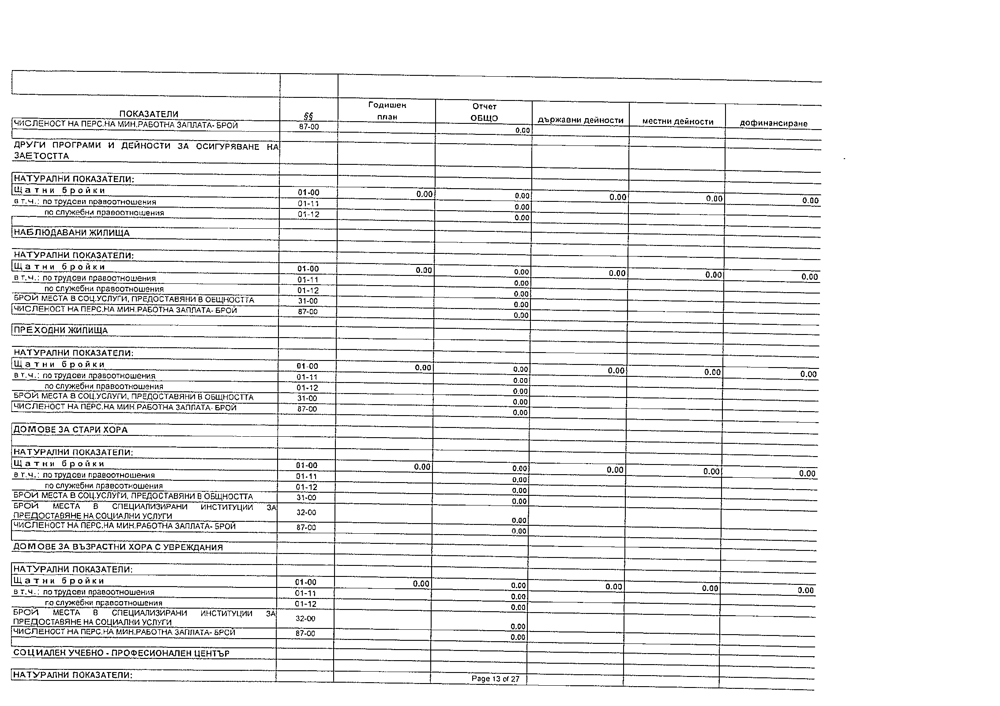 Годишен Отчет
ПОКАЗАТЕЛИ §§ план ОБЩО държавни дейности местни дейности дофинансиране
ЧИСЛЕНОСТ НА ПЕРС.НА МИН.РАБОТНА ЗАПЛАТА- БРОЙ 87-00 0.00
ДРУГИ ПРОГРАМИ И ДЕЙНОСТИ ЗА ОСИГУРЯВАНЕ НА
ЗАЕТОСТТА
НАТУРАЛНИ ПОКАЗАТЕЛИ:
Щатни бройки 01-00 0.00 0.00 0.00 0.00 0.00
в т.ч.: по трудови правоотношения 01-11 0.00
по служебни правоотношения 01-12 0.00
НАБЛЮДАВАНИ ЖИЛИЩА
НАТУРАЛНИ ПОКАЗАТЕЛИ:
Щатни бройки 01-00 0.00 0.00 0.00 0.00 0.00
в т.ч.: по трудови правоотношения 01-11 0.00
по служебни правоотношения 01-12 0.00
БРОЙ МЕСТА В СОЦ.УСЛУГИ, ПРЕДОСТАВЯНИ В ОБЩНОСТТА 31-00 0.00
ЧИСЛЕНОСТ НА ПЕРС.НА МИН.РАБОТНА ЗАПЛАТА- БРОЙ 87-00 0.00
ПРЕХОДНИ ЖИЛИЩА
НАТУРАЛНИ ПОКАЗАТЕЛИ:
Щатни бройки 01-00 0.00 0.00 0.00 0.00 0.00
в т.ч.: по трудови правоотношения 01-11 0.00
по служебни правоотношения 01-12 0.00
БРОЙ МЕСТА В СОЦ.УСЛУГИ, ПРЕДОСТАВЯНИ В ОБЩНОСТТА 31-00 0.00
ЧИСЛЕНОСТ НА ПЕРС.НА МИН.РАБОТНА ЗАПЛАТА- БРОЙ 87-00 0.00
ДОМОВЕ ЗА СТАРИ ХОРА
НАТУРАЛНИ ПОКАЗАТЕЛИ:
Щатни бройки 01-00 0.00 0.00 0.00 0.00 0.00
в т.ч.: по трудови правоотношения 01-11 0.00
по служебни правоотношения 01-12 0.00
БРОЙ МЕСТА В СОЦ.УСЛУГИ, ПРЕДОСТАВЯНИ В ОБЩНОСТТА 31-00 0.00
БРОЙ МЕСТА В СПЕЦИАЛИЗИРАНИ ИНСТИТУЦИИ ЗА
ПРЕДОСТАВЯНЕ НА СОЦИАЛНИ УСЛУГИ 32-00 0.00
ЧИСЛЕНОСТ НА ПЕРС.НА МИН.РАБОТНА ЗАПЛАТА- БРОЙ 87-00 0.00
ДОМОВЕ ЗА ВЪЗРАСТНИ ХОРА С УВРЕЖДАНИЯ
НАТУРАЛНИ ПОКАЗАТЕЛИ:
Щатни бройки 01-00 0.00 0.00 0.00 0.00 0.00
в т.ч.: по трудови правоотношения 01-11 0.00
по служебни правоотношения 01-12 0.00
БРОЙ МЕСТА В СПЕЦИАЛИЗИРАНИ ИНСТИТУЦИИ ЗА
ПРЕДОСТАВЯНЕ НА СОЦИАЛНИ УСЛУГИ 32-00 0.00
ЧИСЛЕНОСТ НА ПЕРС.НА МИН.РАБОТНА ЗАПЛАТА- БРОЙ 87-00 0.00
СОЦИАЛЕН УЧЕБНО - ПРОФЕСИОНАЛЕН ЦЕНТЪР
НАТУРАЛНИ ПОКАЗАТЕЛИ:
Page 13 of 27